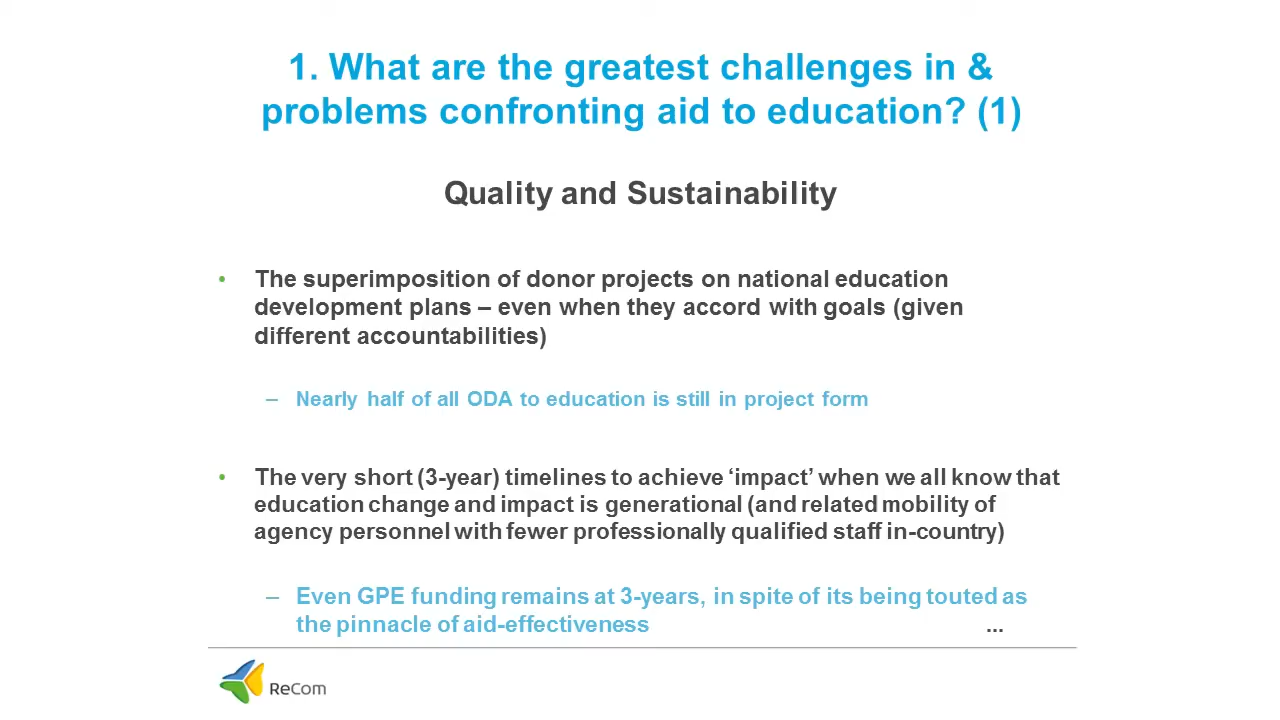 1. What are the greatest challenges in &
problems confronting aid to education? (1)
Quality and Sustainability
• The superimposition of donor projects on national education
development plans – even when they accord with goals (given
different accountabilities)
– Nearly half of all ODA to education is still in project form
• The very short (3-year) timelines to achieve ‘impact’ when we all know that
education change and impact is generational (and related mobility of
agency personnel with fewer professionally qualified staff in-country)
– Even GPE funding remains at 3-years, in spite of its being touted as
the pinnacle of aid-effectiveness ...
ReCom